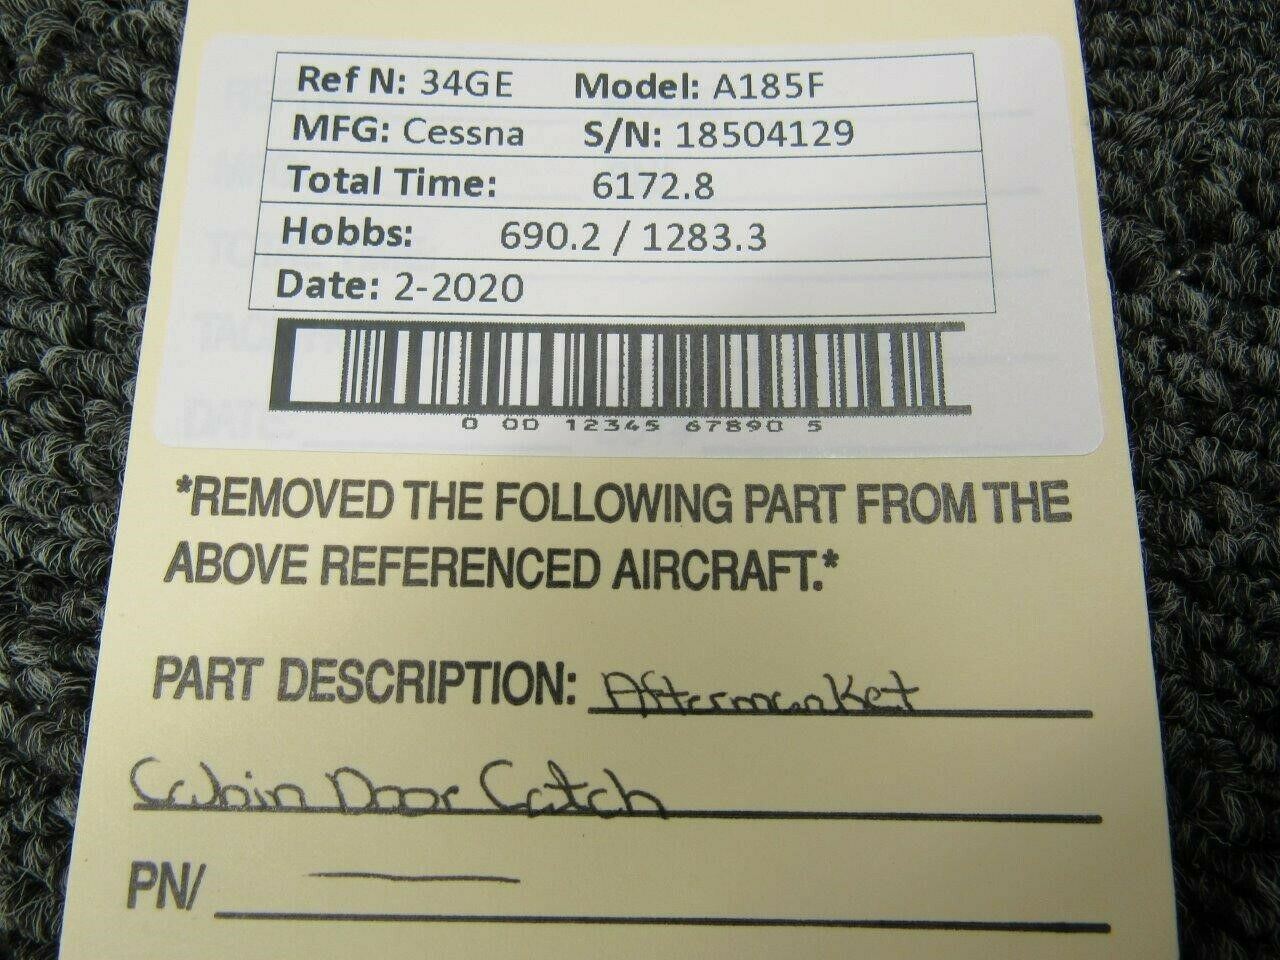 Ref N: 34GE Model: A185F
MFG: Cessna S/N: 18504129
Total Time: 6172.8
Hobbs: 690.2 / 1283.3
Date: 2-2020
0 00 12345 67890 5
*REMOVED THE FOLLOWING PART FROM THE
ABOVE REFERENCED AIRCRAFT.*
PART DESCRIPTION: Aftermarket
Cabin Door Catch
PN/ —